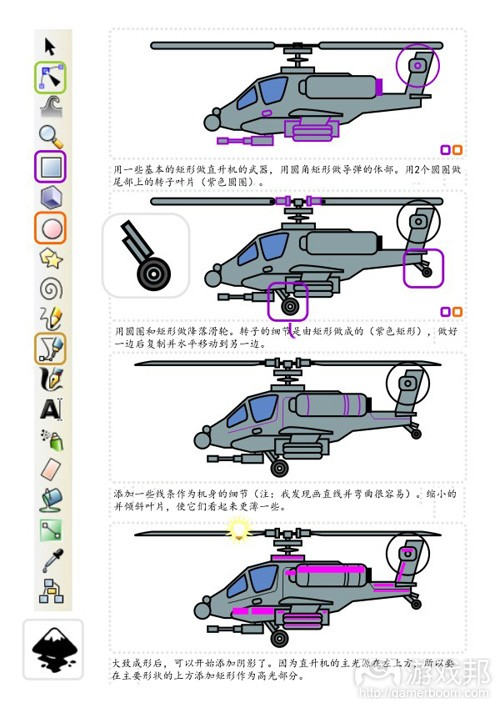 用一些基本的矩形做直升机的武器，用圆角矩形做导弹的体部。用2个圆圈做
尾部上的转子叶片（紫色圆圈）。
用圆圈和矩形做降落滑轮。转子的细节是由矩形做成的（紫色矩形），做好
一边后复制并水平移动到另一边。
添加一些线条作为机身的细节（注：我发现画直线并弯曲很容易）。缩小的
并倾斜叶片，使它们看起来更薄一些。
大致成形后，可以开始添加阴影了。因为直升机的主光源在左上方，所以要
在主要形状的上方添加矩形作为高光部分。
游戏邦
http://gamerboom.com